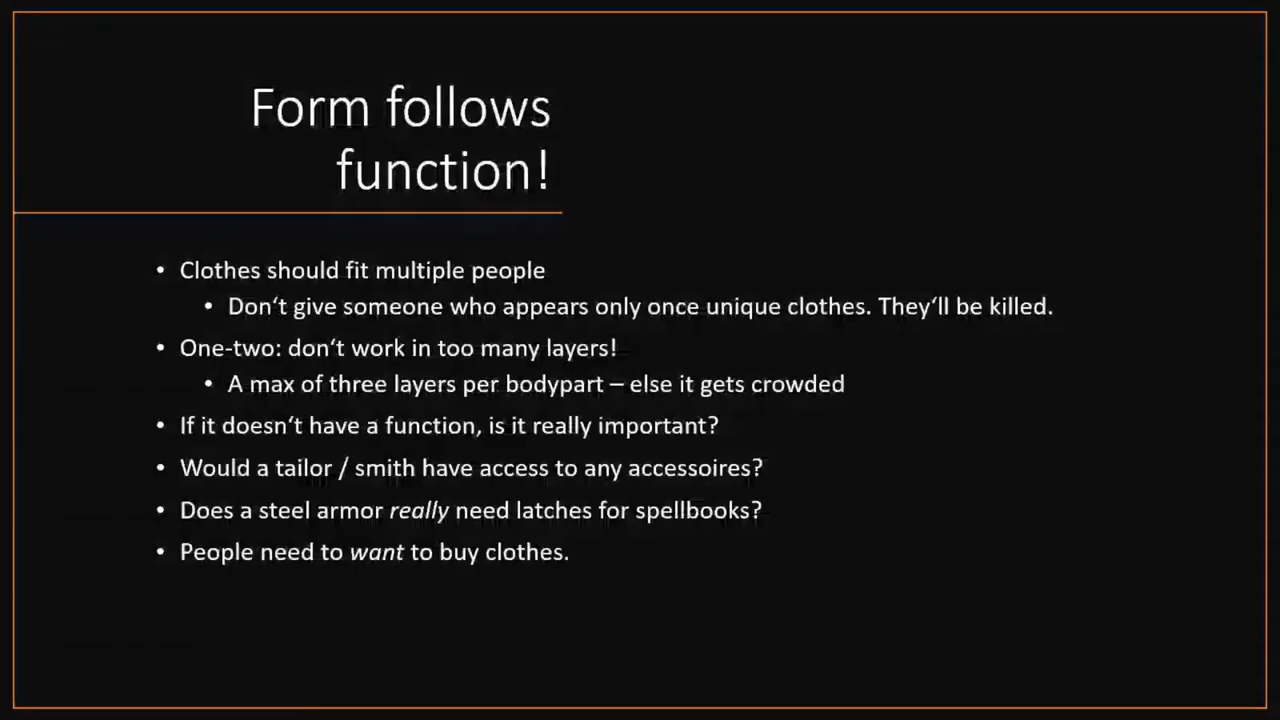 Form follows
function!
• Clothes should fit multiple people
• Don‘t give someone who appears only once unique clothes. They‘ll be killed.
• One-two: don‘t work in too many layers!
• A max of three layers per bodypart – else it gets crowded
• If it doesn‘t have a function, is it really important?
• Would a tailor / smith have access to any accessoires?
• Does a steel armor really need latches for spellbooks?
• People need to want to buy clothes.